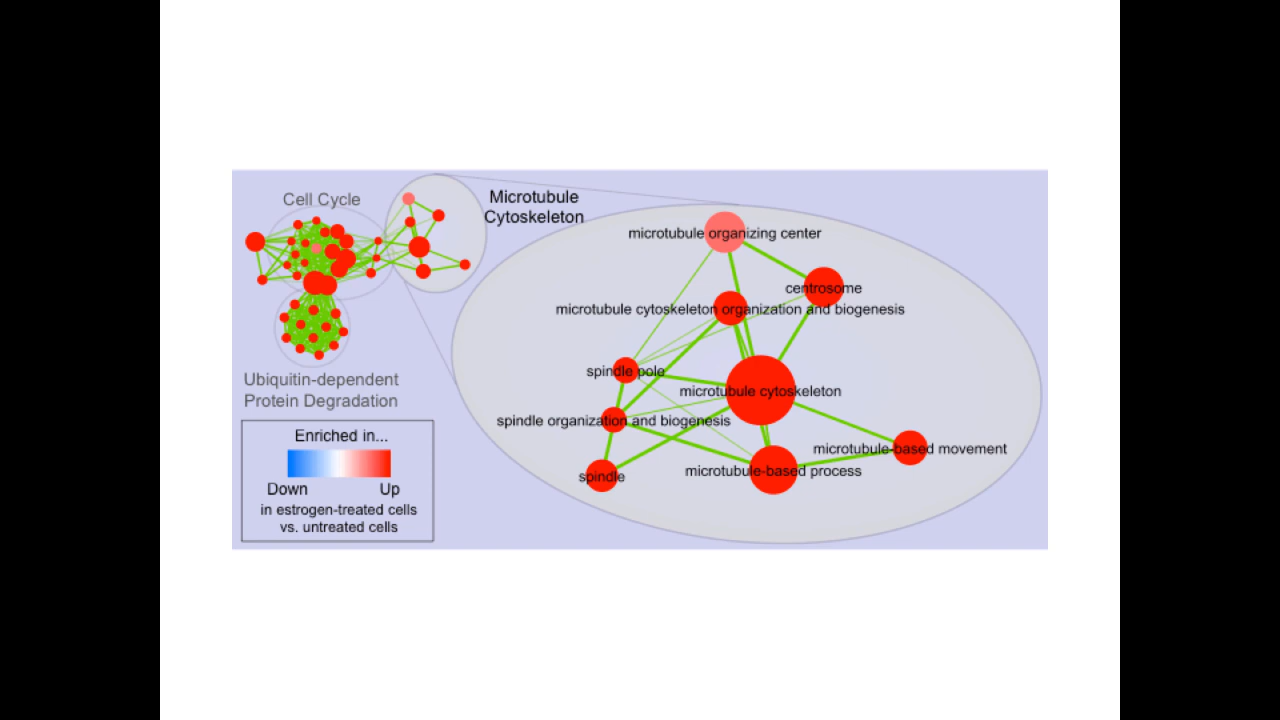 Cell Cycle
Microtubule
Cytoskeleton
microtubule organizing center
centrosome
microtubule cytoskeleton organization and biogenesis
spindle pole
microtubule cytoskeleton
spindle organization and biogenesis
microtubule-based movement
microtubule-based process
spindle
Ubiquitin-dependent
Protein Degradation
Enriched in...
Down
Up
in estrogen-treated cells
vs. untreated cells